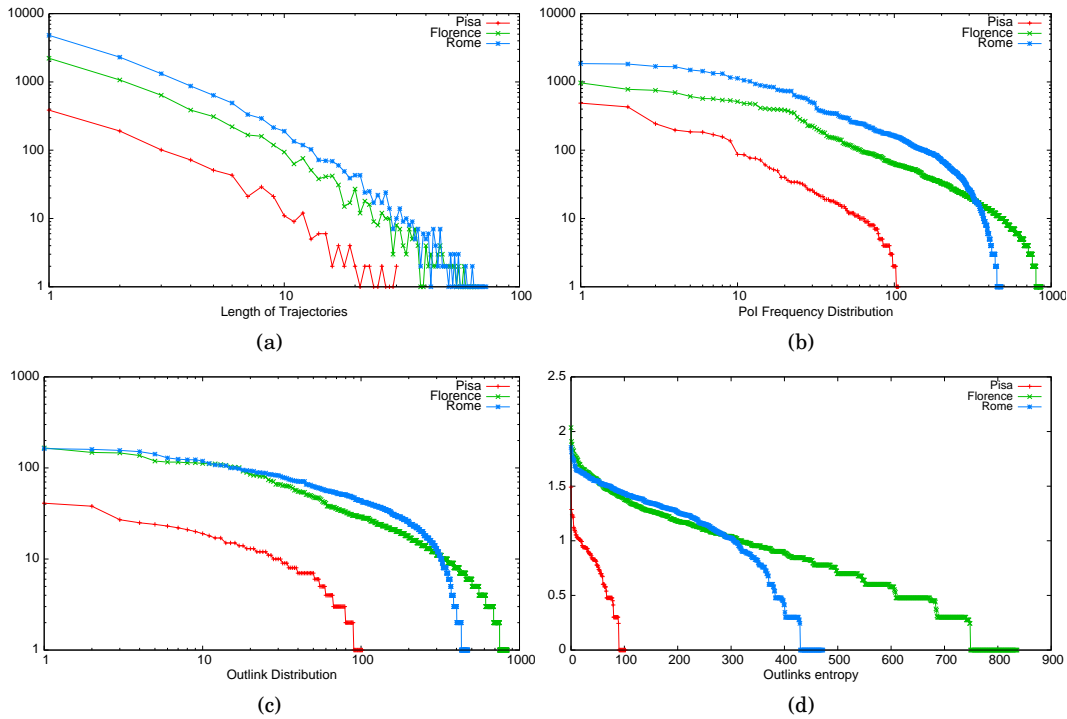 10000
1000
100
10
1
1
10
100
Length of Trajectories
Pisa
Florence
Rome
(a)
10000
1000
100
10
1
1
10
100
1000
PoI Frequency Distribution
Pisa
Florence
Rome
(b)
1000
100
10
1
1
10
100
1000
Outlink Distribution
Pisa
Florence
Rome
(c)
2.5
2
1.5
1
0.5
0
0 100 200 300 400 500 600 700 800 900
Outlinks entropy
Pisa
Florence
Rome
(d)